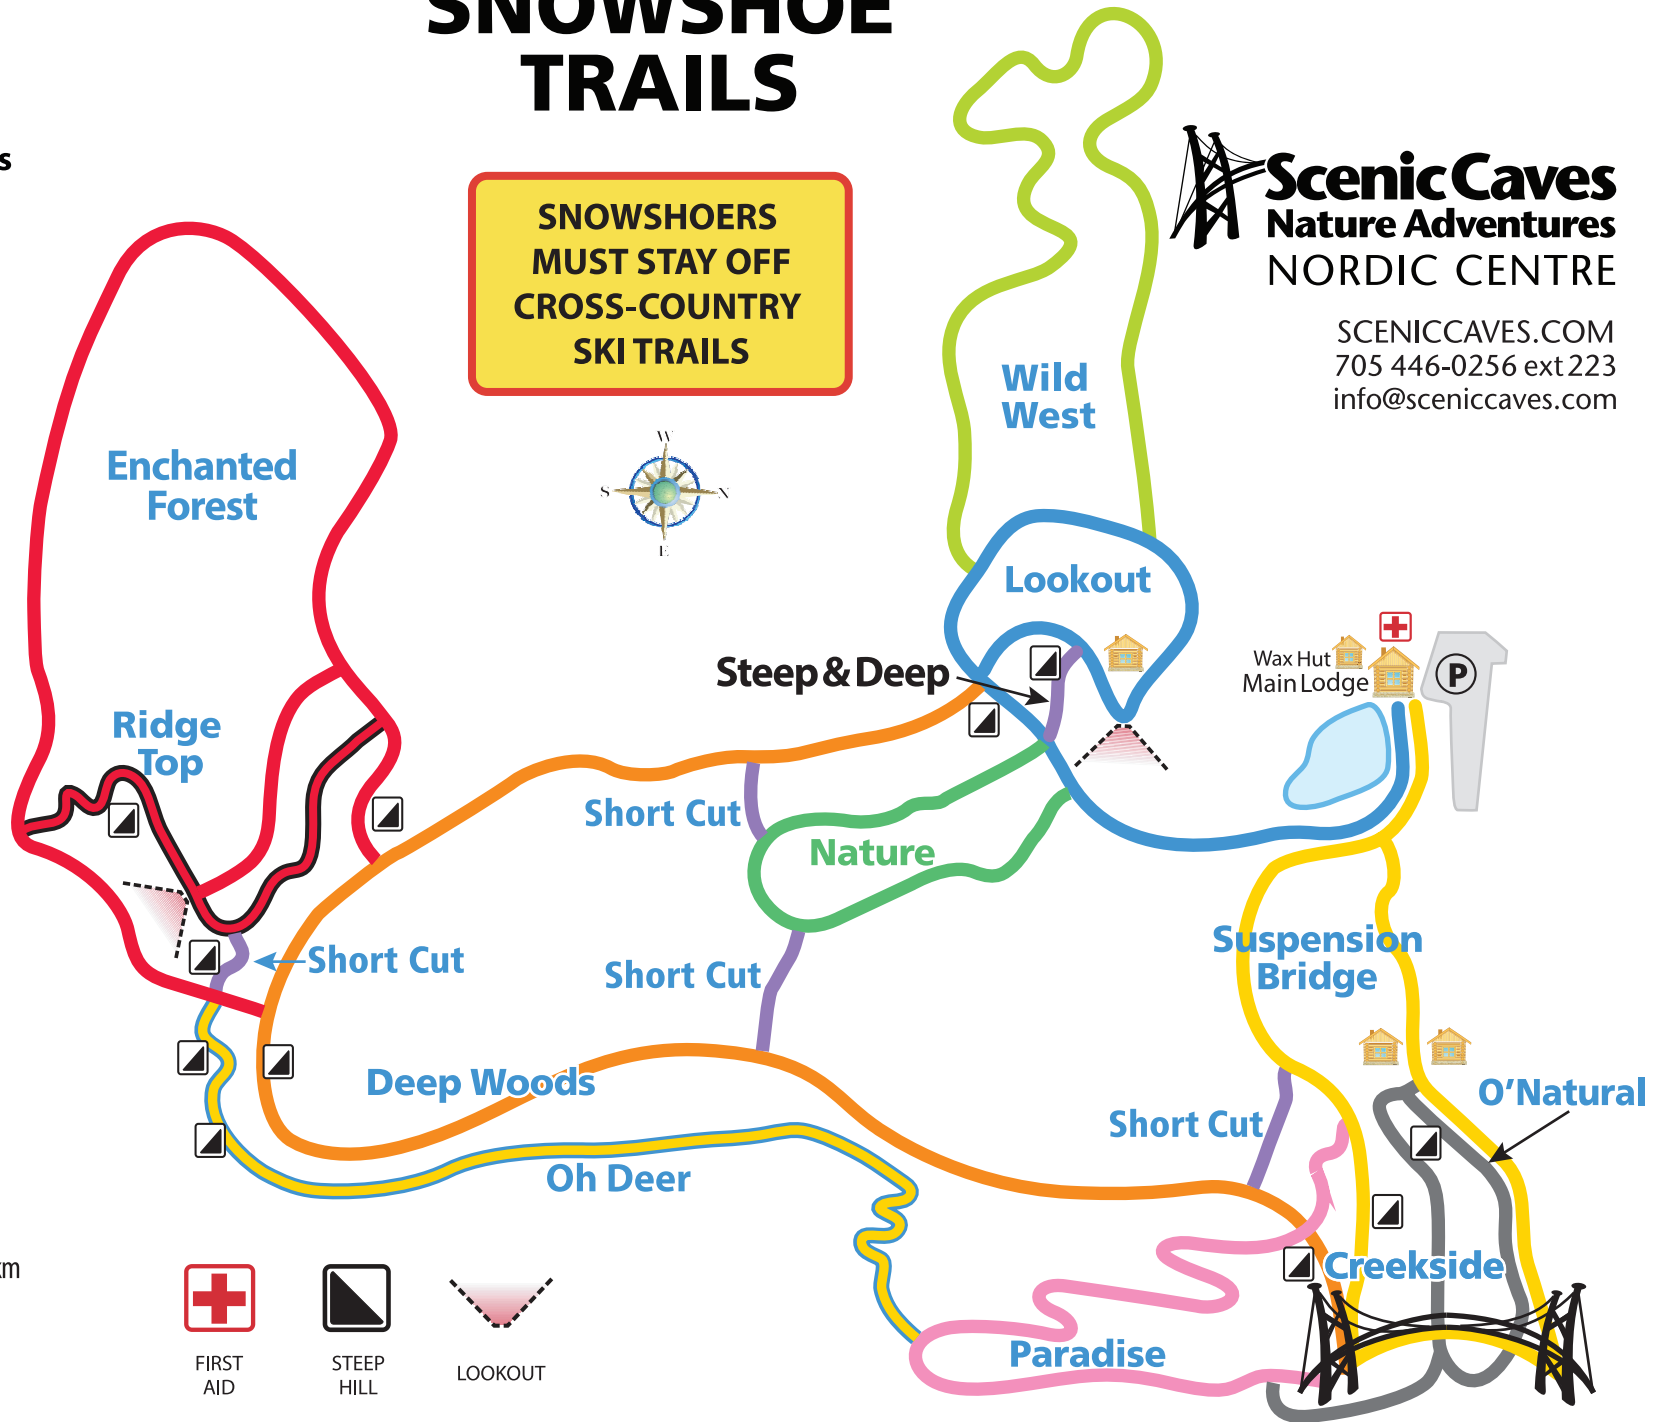 SNOWSHOE
TRAILS
s
SNOWSHOERS
MUST STAY OFF
CROSS-COUNTRY
SKI TRAILS
Scenic Caves
Nature Adventures
NORDIC CENTRE
SCENICCAVES.COM
705 446-0256 ext 223
info@sceniccaves.com
Wild
West
W
S
N
E
Enchanted
Forest
Lookout
Steep & Deep
Wax Hut
Main Lodge
P
Ridge
Top
Short Cut
Nature
Suspension
Bridge
Short Cut
Short Cut
Deep Woods
O'Natural
Short Cut
Oh Deer
Creekside
Paradise
km
FIRST
AID
STEEP
HILL
LOOKOUT